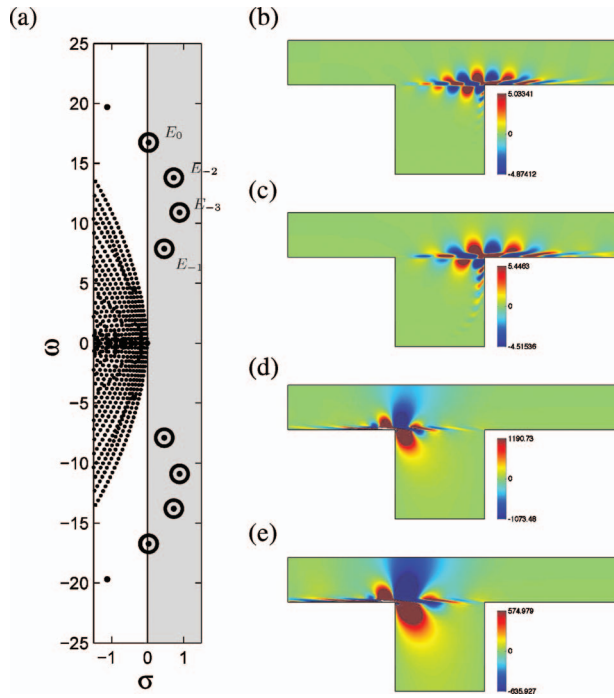 (a)
25
20
15
10
5
0
−5
−10
−15
−20
−25
ω
−1
0
1
σ
E₀
E₋₂
E₋₃
E₋₁
(b)
5.03341
0
-4.87412
(c)
5.4463
0
-4.51536
(d)
1190.73
0
-1073.48
(e)
574.979
0
-635.927